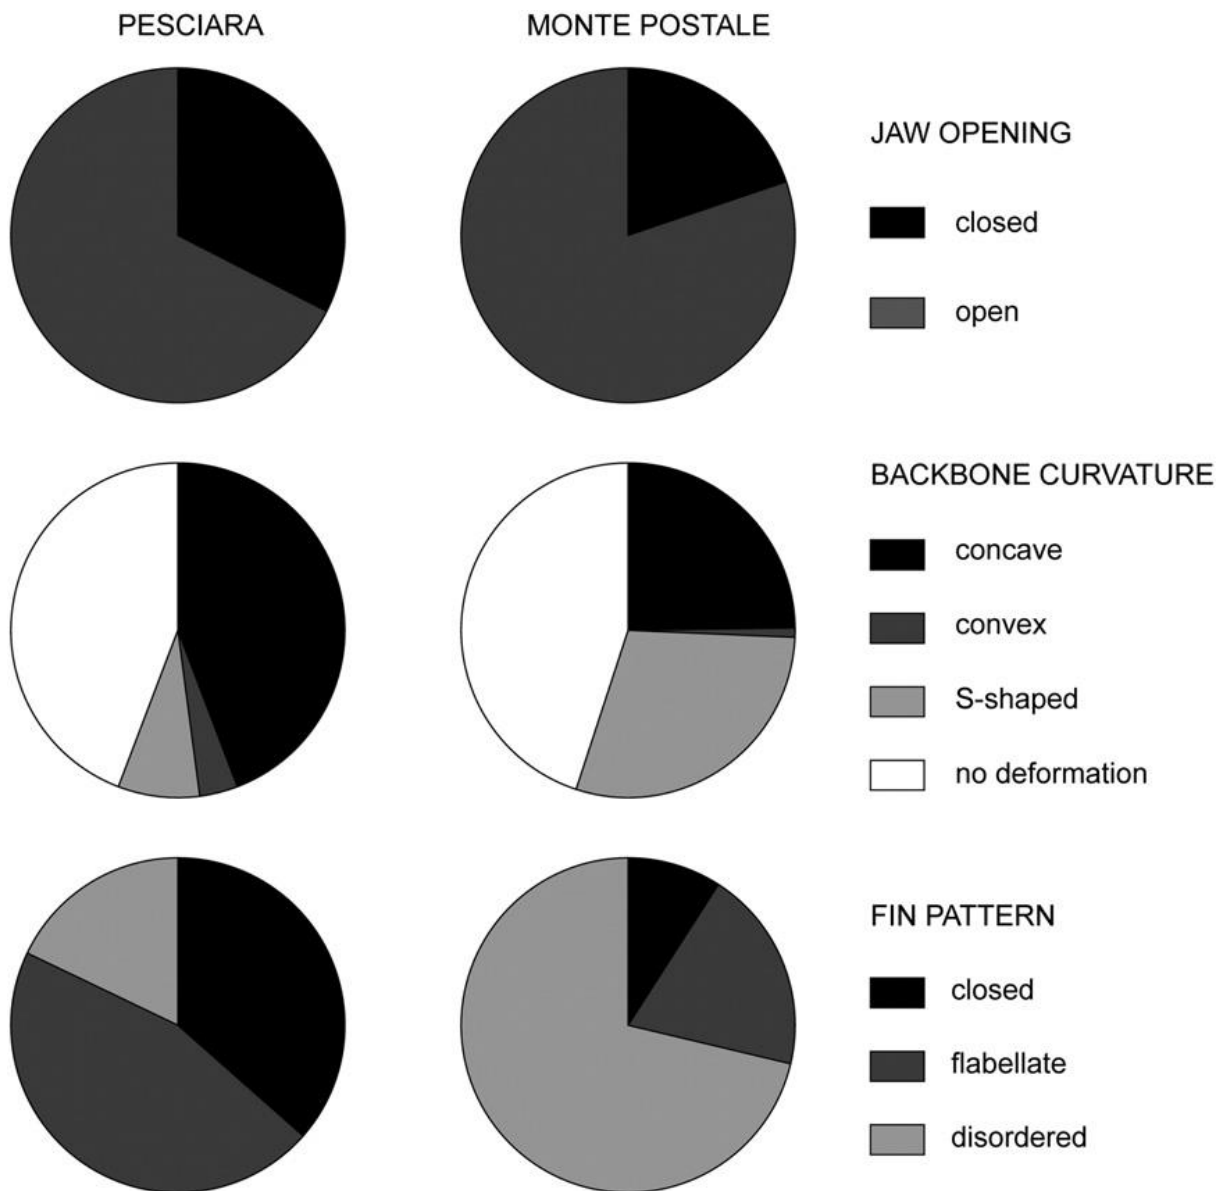 PESCIARA
MONTE POSTALE
JAW OPENING
closed
open
BACKBONE CURVATURE
concave
convex
S-shaped
no deformation
FIN PATTERN
closed
flabellate
disordered